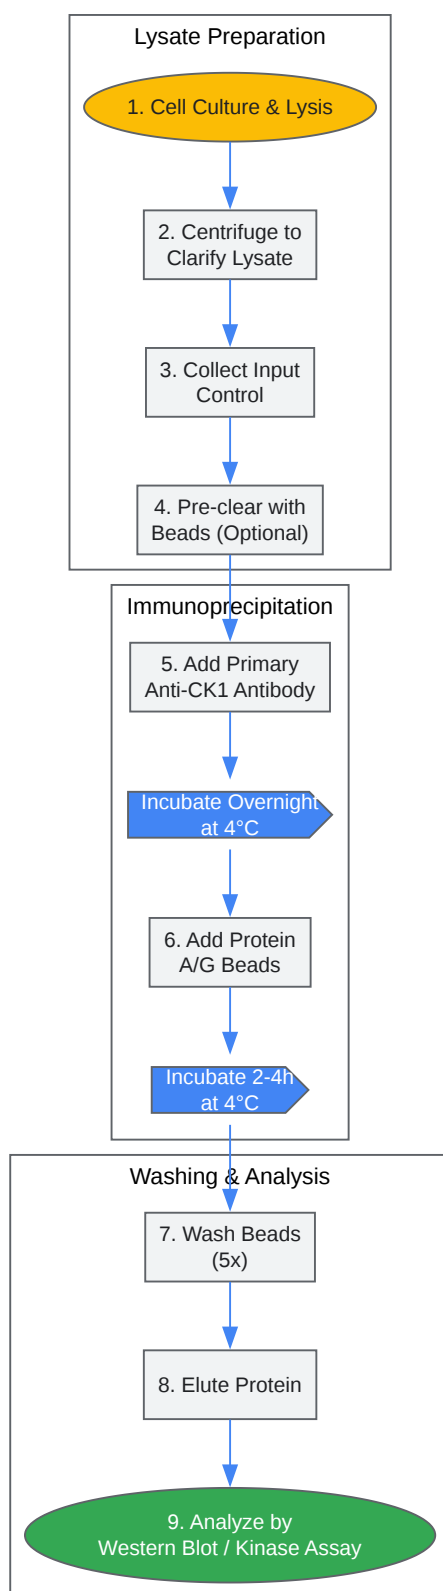 Lysate Preparation
1. Cell Culture & Lysis
2. Centrifuge to
Clarify Lysate
3. Collect Input
Control
4. Pre-clear with
Beads (Optional)
Immunoprecipitation
5. Add Primary
Anti-CK1 Antibody
Incubate Overnight
at 4°C
6. Add Protein
A/G Beads
Incubate 2-4h
at 4°C
Washing & Analysis
7. Wash Beads
(5x)
8. Elute Protein
9. Analyze by
Western Blot / Kinase Assay